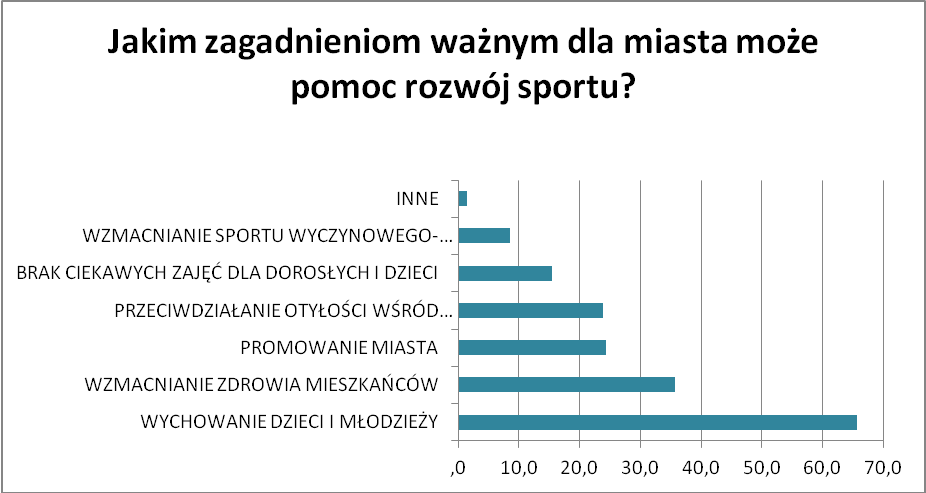 Jakim zagadnieniom ważnym dla miasta może
pomoc rozwój sportu?
INNE
WZMACNIANIE SPORTU WYCZYNOWEGO-...
BRAK CIEKAWYCH ZAJĘĆ DLA DOROSŁYCH I DZIECI
PRZECIWDZIAŁANIE OTYŁOŚCI WŚRÓD...
PROMOWANIE MIASTA
WZMACNIANIE ZDROWIA MIESZKAŃCÓW
WYCHOWANIE DZIECI I MŁODZIEŻY
,0 10,0 20,0 30,0 40,0 50,0 60,0 70,0